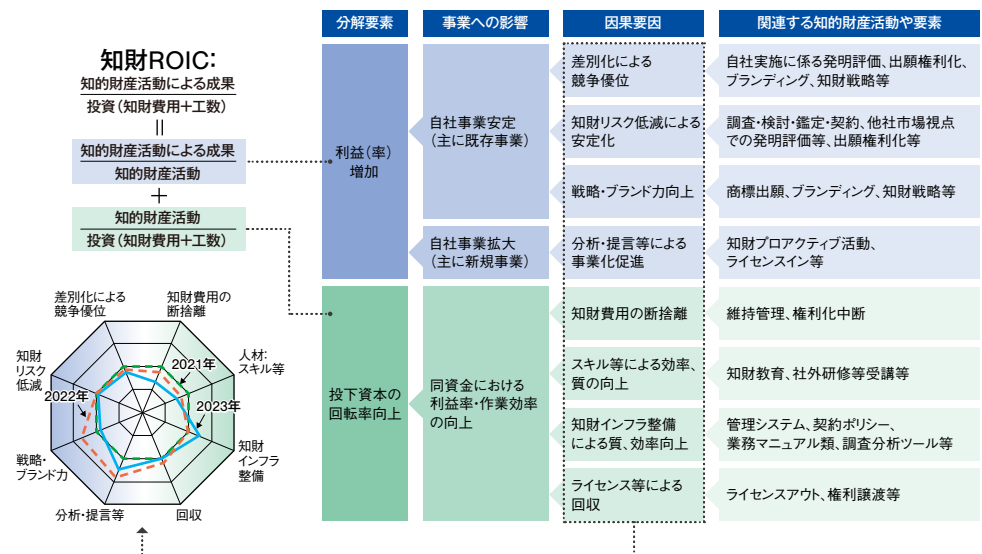 知財ROIC:
知的財産活動による成果
投資(知財費用+工数)
=
知的財産活動による成果
知的財産活動
+
知的財産活動
投資(知財費用+工数)
差別化による
競争優位
知財費用の
断捨離
人材:
スキル等
知財
インフラ
整備
回収
分析・提言等
戦略・
ブランド力
知財
リスク
低減
2021年
2022年
2023年
分解要素
事業への影響
因果要因
関連する知的財産活動や要素
利益(率)
増加
自社事業安定
(主に既存事業)
差別化による
競争優位
自社実施に係る発明評価、出願権利化、
ブランディング、知財戦略等
知財リスク低減による
安定化
調査・検討・鑑定・契約、他社市場視点
での発明評価等、出願権利化等
戦略・ブランド力向上
商標出願、ブランディング、知財戦略等
自社事業拡大
(主に新規事業)
分析・提言等による
事業化促進
知財プロアクティブ活動、
ライセンスイン等
投下資本の
回転率向上
同資金における
利益率・作業効率
の向上
知財費用の断捨離
維持管理、権利化中断
スキル等による効率、
質の向上
知財教育、社外研修等受講等
知財インフラ整備
による質、効率向上
管理システム、契約ポリシー、
業務マニュアル類、調査分析ツール等
ライセンス等による
回収
ライセンスアウト、権利譲渡等